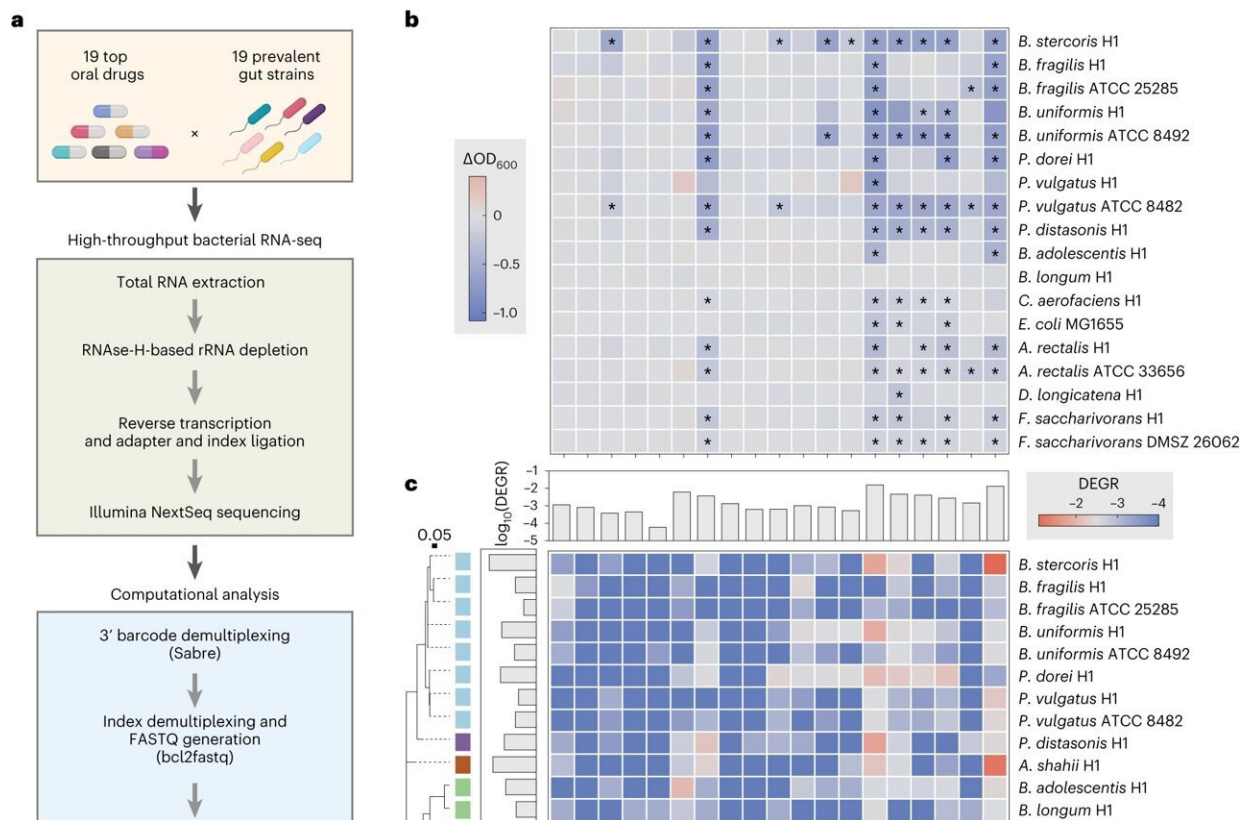 a
19 top
oral drugs
19 prevalent
gut strains
×
High-throughput bacterial RNA-seq
Total RNA extraction
RNAse-H-based rRNA depletion
Reverse transcription
and adapter and index ligation
Illumina NextSeq sequencing
Computational analysis
3′ barcode demultiplexing
(Sabre)
Index demultiplexing and
FASTQ generation
(bcl2fastq)
b
ΔOD600
0
−0.5
−1.0
* * * * * * * * * * * B. stercoris H1
* * * B. fragilis H1
* * * * B. fragilis ATCC 25285
* * * * B. uniformis H1
* * * * * * * B. uniformis ATCC 8492
* * * * P. dorei H1
* P. vulgatus H1
* * * * * * * * * P. vulgatus ATCC 8482
* * * * * * P. distasonis H1
* * B. adolescentis H1
B. longum H1
* * * * * C. aerofaciens H1
* * * E. coli MG1655
* * * * * A. rectalis H1
* * * * * * * A. rectalis ATCC 33656
* D. longicatena H1
* * * * * F. saccharivorans H1
* * * * * * F. saccharivorans DMSZ 26062
c
log10(DEGR)
−1
−2
−3
−4
−5
DEGR
−2 −3 −4
0.05
B. stercoris H1
B. fragilis H1
B. fragilis ATCC 25285
B. uniformis H1
B. uniformis ATCC 8492
P. dorei H1
P. vulgatus H1
P. vulgatus ATCC 8482
P. distasonis H1
A. shahii H1
B. adolescentis H1
B. longum H1